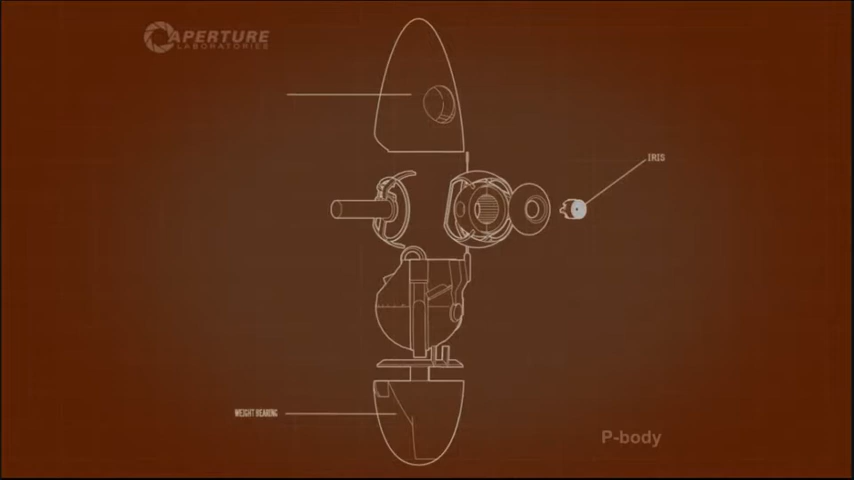 APERTURE
LABORATORIES
IRIS
WEIGHT BEARING
P-body